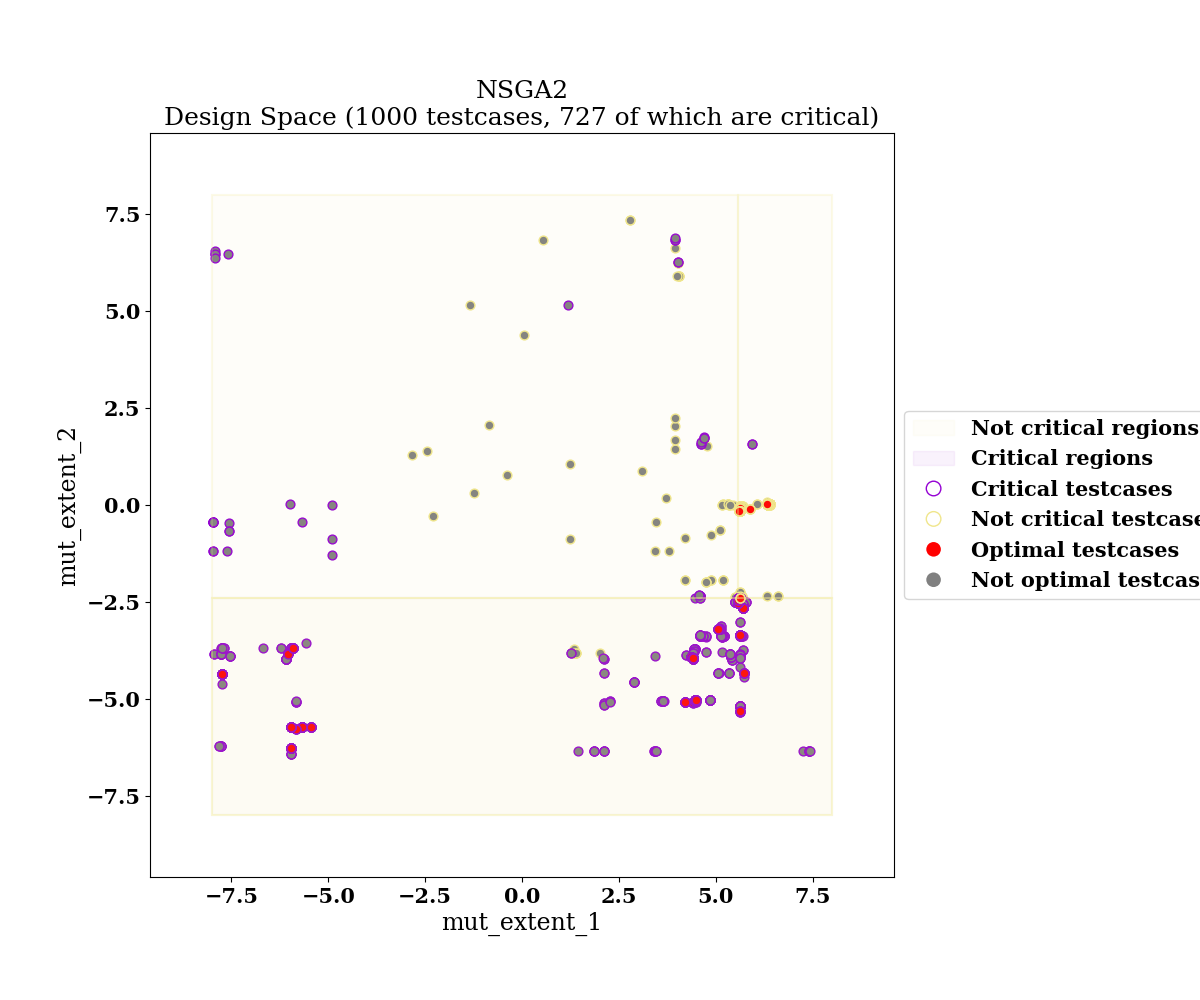 NSGA2
Design Space (1000 testcases, 727 of which are critical)
7.5
5.0
2.5
0.0
−2.5
−5.0
−7.5
mut_extent_2
−7.5
−5.0
−2.5
0.0
2.5
5.0
7.5
mut_extent_1
Not critical regions
Critical regions
Critical testcases
Not critical testcase
Optimal testcases
Not optimal testcas